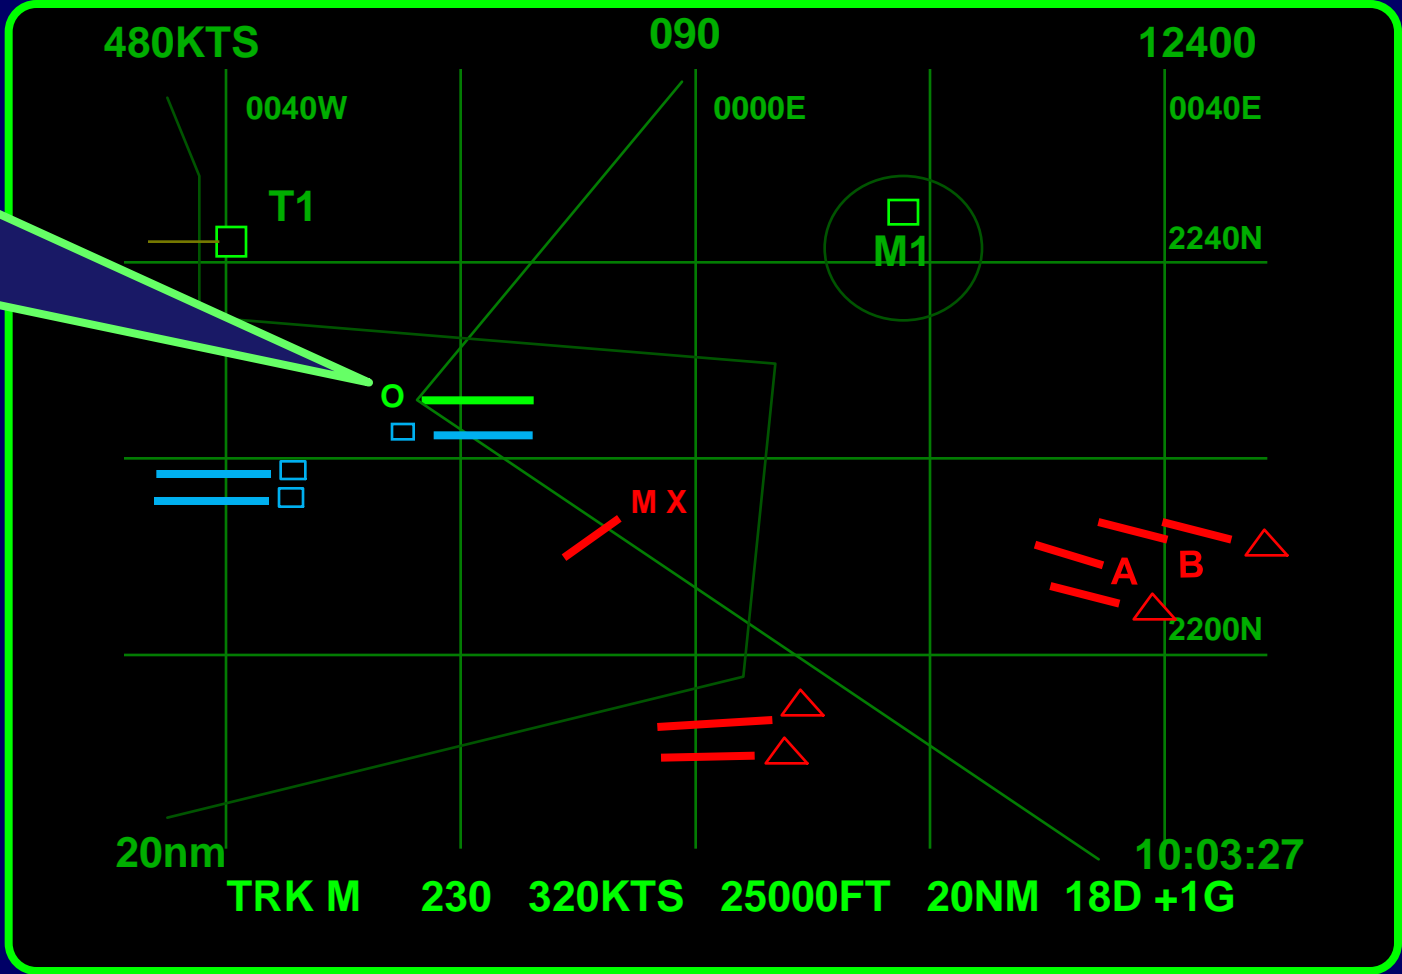 480KTS 090 12400
0040W 0000E 0040E
T1
M1
2240N
O
M X
A B
2200N
20nm 10:03:27
TRK M 230 320KTS 25000FT 20NM 18D +1G